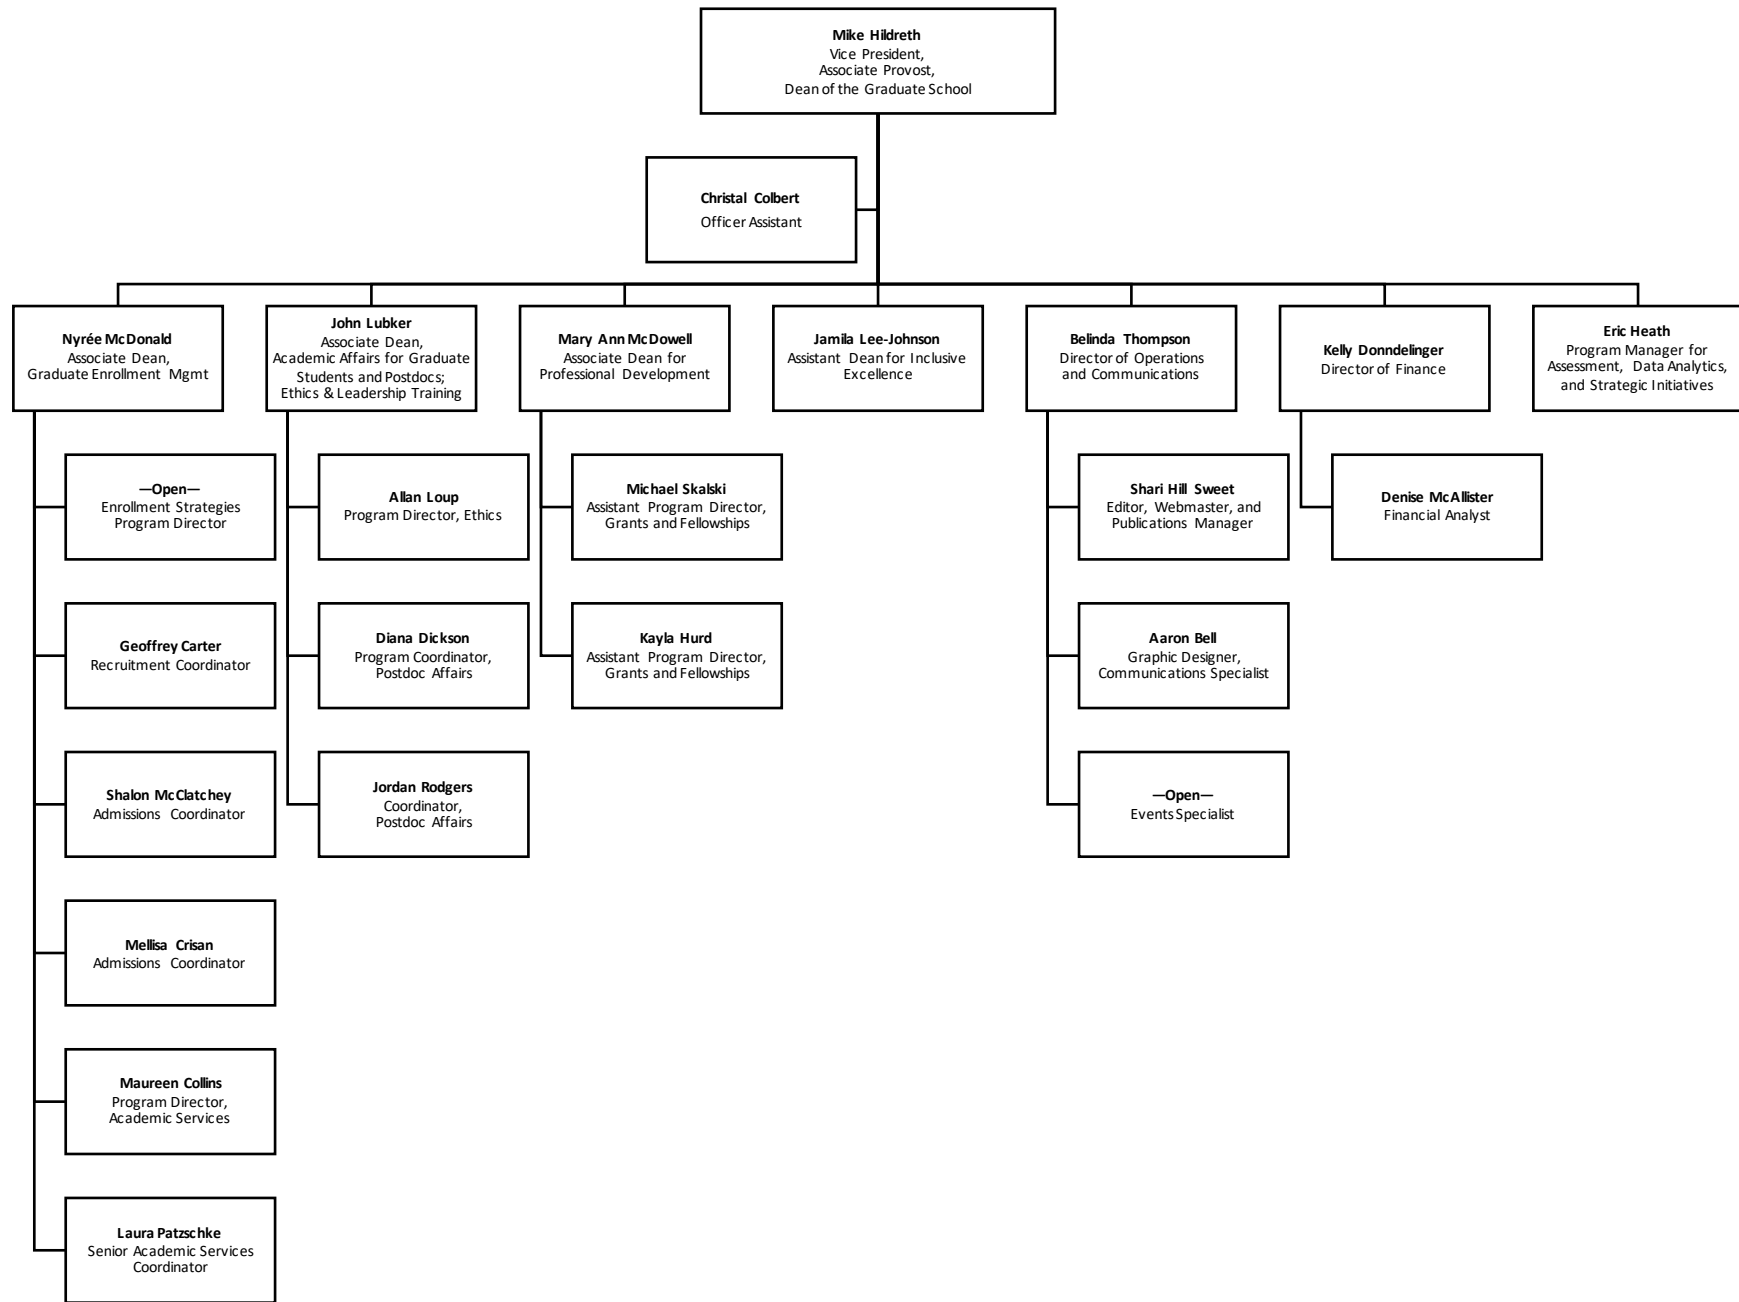 Mike Hildreth
Vice President,
Associate Provost,
Dean of the Graduate School
Christal Colbert
Officer Assistant
Nyrée McDonald
Associate Dean,
Graduate Enrollment Mgmt
John Lubker
Associate Dean,
Academic Affairs for Graduate
Students and Postdocs;
Ethics & Leadership Training
Mary Ann McDowell
Associate Dean for
Professional Development
Jamila Lee-Johnson
Assistant Dean for Inclusive
Excellence
Belinda Thompson
Director of Operations
and Communications
Kelly Donndelinger
Director of Finance
Eric Heath
Program Manager for
Assessment, Data Analytics,
and Strategic Initiatives
—Open—
Enrollment Strategies
Program Director
Geoffrey Carter
Recruitment Coordinator
Shalon McClatchey
Admissions Coordinator
Mellisa Crisan
Admissions Coordinator
Maureen Collins
Program Director,
Academic Services
Laura Patzschke
Senior Academic Services
Coordinator
Allan Loup
Program Director, Ethics
Diana Dickson
Program Coordinator,
Postdoc Affairs
Jordan Rodgers
Coordinator,
Postdoc Affairs
Michael Skalski
Assistant Program Director,
Grants and Fellowships
Kayla Hurd
Assistant Program Director,
Grants and Fellowships
Shari Hill Sweet
Editor, Webmaster, and
Publications Manager
Aaron Bell
Graphic Designer,
Communications Specialist
—Open—
Events Specialist
Denise McAllister
Financial Analyst